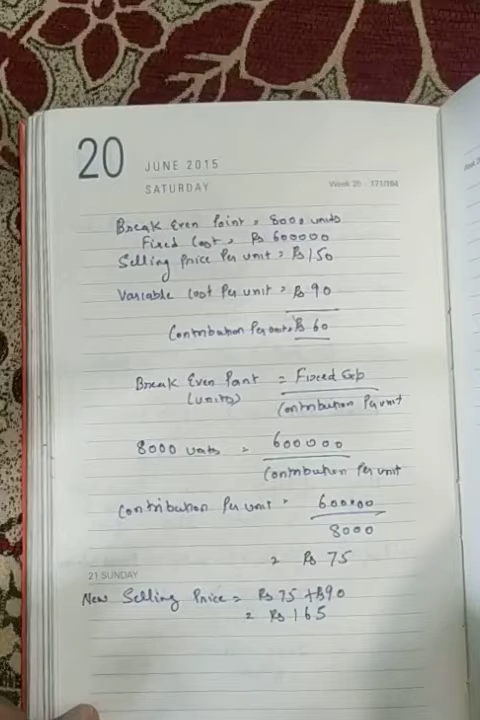 20
JUNE 2015
SATURDAY
Week 25 - 171/194
Break Even Point = 8000 units
Fixed Cost = Rs 600000
Selling Price Per unit = Rs 150
Variable Cost Per unit = Rs 90
Contribution Per unit = Rs 60
Break Even Point = Fixed Exp
(units) Contribution Per unit
8000 units = 600000
Contribution Per unit
Contribution Per unit = 600000
8000
= Rs 75
21 SUNDAY
New Selling Price = Rs 75 + Rs 90
= Rs 165